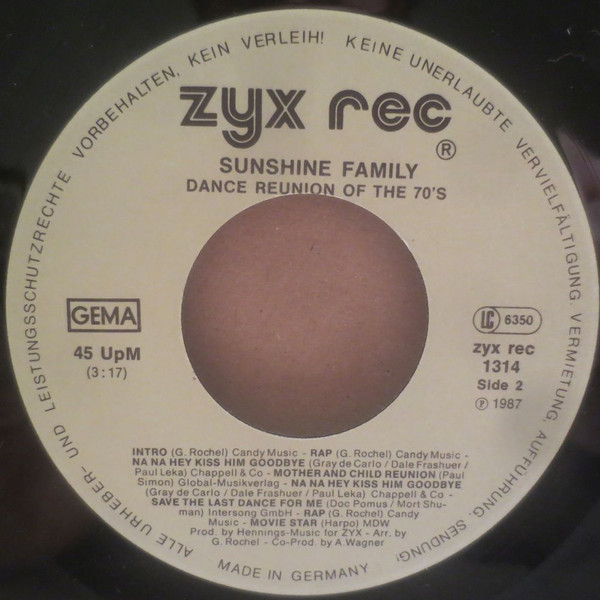 ALLE URHEBER- UND LEISTUNGSSCHUTZRECHTE VORBEHALTEN, KEIN VERLEIH! KEINE UNERLAUBTE VERVIELFÄLTIGUNG, VERMIETUNG, AUFFÜHRUNG, SENDUNG!
zyx rec
®
SUNSHINE FAMILY
DANCE REUNION OF THE 70'S
GEMA
45 UpM
(3:17)
LC 6350
zyx rec
1314
Side 2
℗ 1987
INTRO (G. Rochel) Candy Music - RAP (G. Rochel) Candy Music -
NA NA HEY KISS HIM GOODBYE (Gray de Carlo / Dale Frashuer /
Paul Leka) Chappell & Co - MOTHER AND CHILD REUNION (Paul
Simon) Global-Musikverlag - NA NA HEY KISS HIM GOODBYE
(Gray de Carlo / Dale Frashuer / Paul Leka) Chappell & Co -
SAVE THE LAST DANCE FOR ME (Doc Pomus / Mort Shu-
man) Intersong GmbH - RAP (G. Rochel) Candy
Music - MOVIE STAR (Harpo) MDW
Prod. by Hennings-Music for ZYX - Arr. by
G. Rochel - Co-Prod. by A. Wagner
MADE IN GERMANY